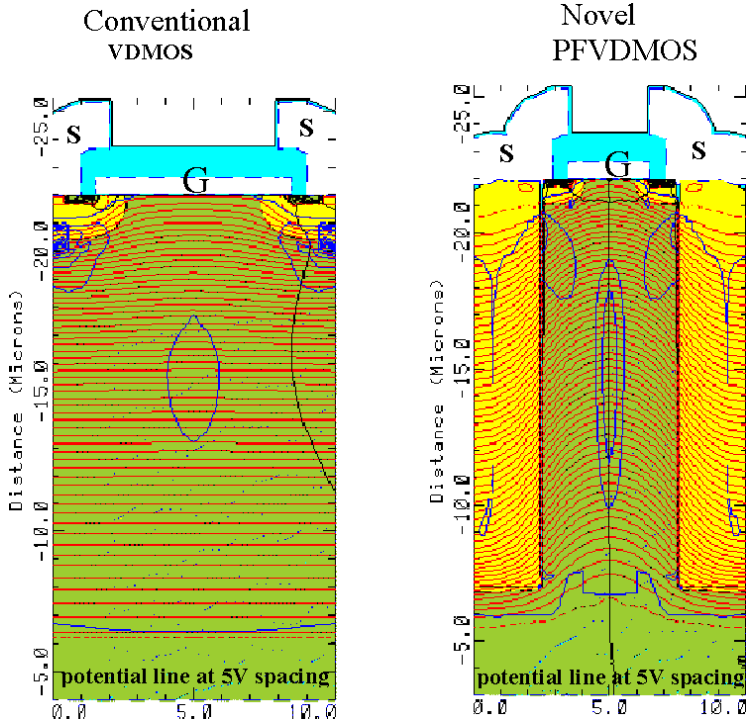 Conventional
VDMOS
Novel
PFVDMOS
S
G
S
-25.0
-20.0
-15.0
-10.0
-5.0
Distance (Microns)
potential line at 5V spacing
0.0
5.0
10.0
S
G
S
-25.0
-20.0
-15.0
-10.0
-5.0
Distance (Microns)
potential line at 5V spacing
0.0
5.0
10.0